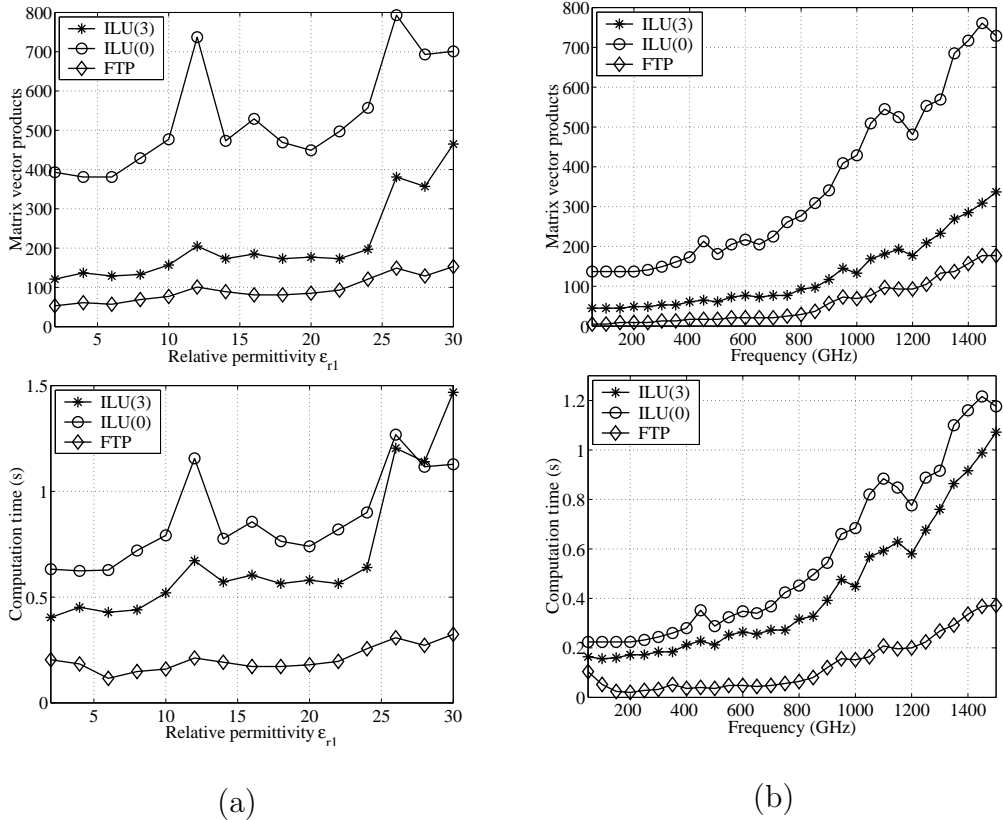 800
700
600
500
400
300
200
100
0
Matrix vector products
ILU(3)
ILU(0)
FTP
5 10 15 20 25 30
Relative permittivity ε_r1
800
700
600
500
400
300
200
100
0
Matrix vector products
ILU(3)
ILU(0)
FTP
200 400 600 800 1000 1200 1400
Frequency (GHz)
1.5
1
0.5
0
Computation time (s)
ILU(3)
ILU(0)
FTP
5 10 15 20 25 30
Relative permittivity ε_r1
1.2
1
0.8
0.6
0.4
0.2
0
Computation time (s)
ILU(3)
ILU(0)
FTP
200 400 600 800 1000 1200 1400
Frequency (GHz)
(a)
(b)